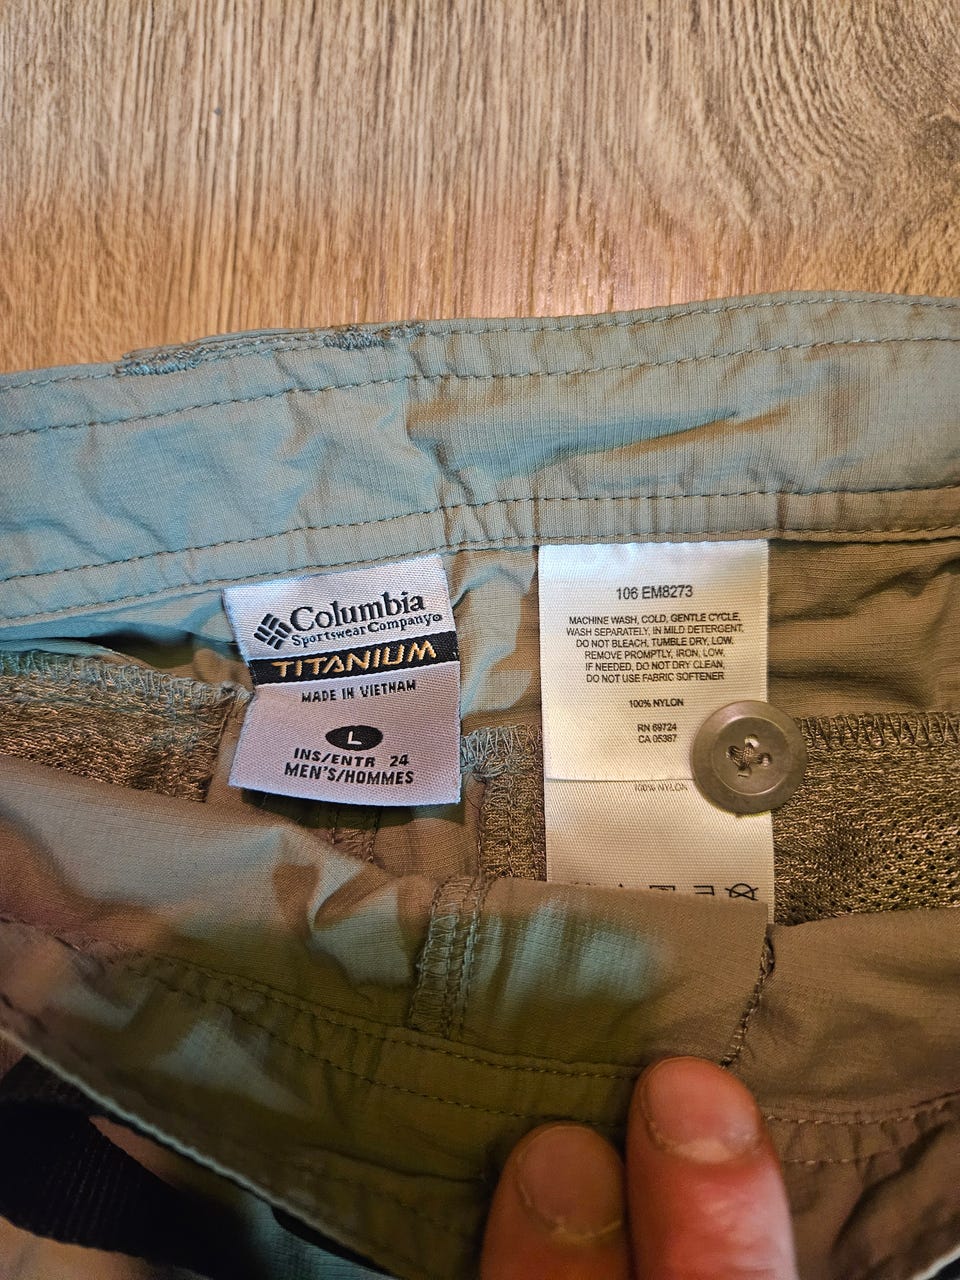 Columbia
Sportswear Company®
TITANIUM
MADE IN VIETNAM
L
INS/ENTR 24
MEN'S/HOMMES
106 EM8273
MACHINE WASH, COLD, GENTLE CYCLE,
WASH SEPARATELY, IN MILD DETERGENT,
DO NOT BLEACH, TUMBLE DRY, LOW,
REMOVE PROMPTLY, IRON, LOW,
IF NEEDED, DO NOT DRY CLEAN,
DO NOT USE FABRIC SOFTENER
100% NYLON
RN 69724
CA 05367
100% NYLON